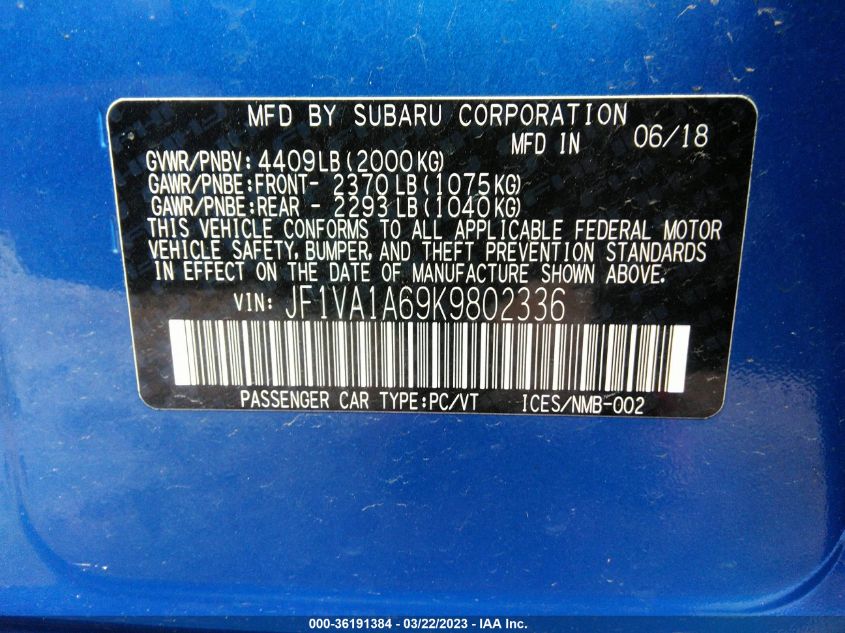 MFD BY SUBARU CORPORATION
MFD IN 06/18
GVWR/PNBV: 4409LB(2000KG)
GAWR/PNBE:FRONT- 2370 LB(1075KG)
GAWR/PNBE:REAR - 2293 LB(1040KG)
THIS VEHICLE CONFORMS TO ALL APPLICABLE FEDERAL MOTOR
VEHICLE SAFETY, BUMPER, AND THEFT PREVENTION STANDARDS
IN EFFECT ON THE DATE OF MANUFACTURE SHOWN ABOVE.
VIN: JF1VA1A69K9802336
PASSENGER CAR TYPE:PC/VT ICES/NMB-002
000-36191384 - 03/22/2023 - IAA Inc.